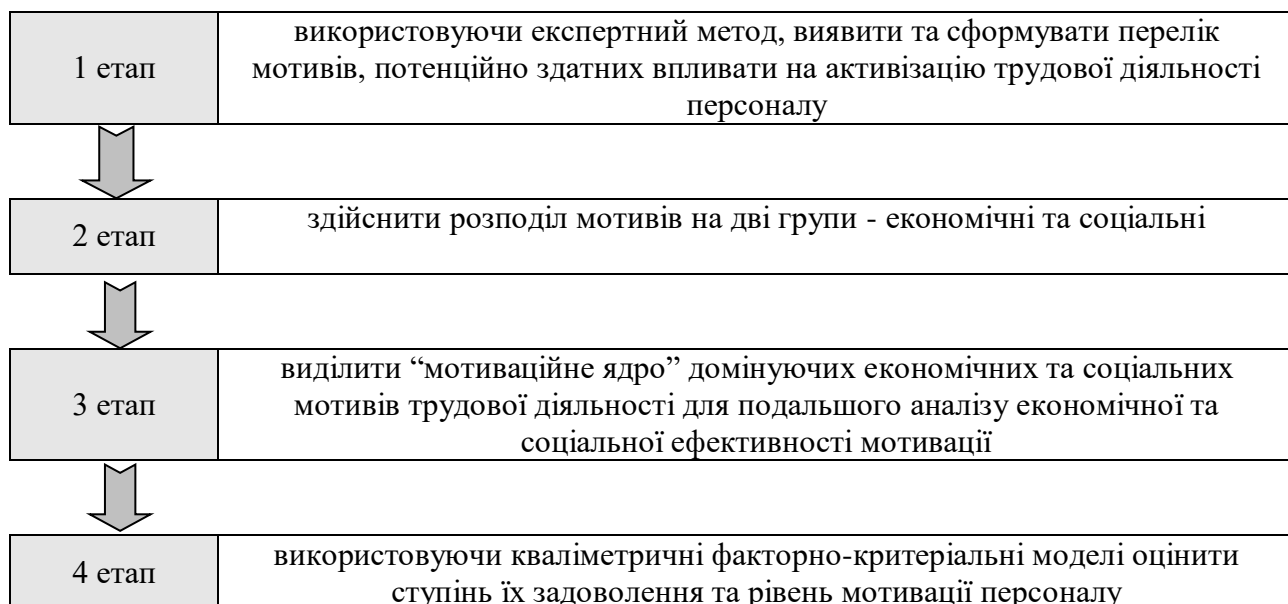 1 етап
використовуючи експертний метод, виявити та сформувати перелік
мотивів, потенційно здатних впливати на активізацію трудової діяльності
персоналу
2 етап
здійснити розподіл мотивів на дві групи - економічні та соціальні
3 етап
виділити “мотиваційне ядро” домінуючих економічних та соціальних
мотивів трудової діяльності для подальшого аналізу економічної та
соціальної ефективності мотивації
4 етап
використовуючи кваліметричні факторно-критеріальні моделі оцінити
ступінь їх задоволення та рівень мотивації персоналу